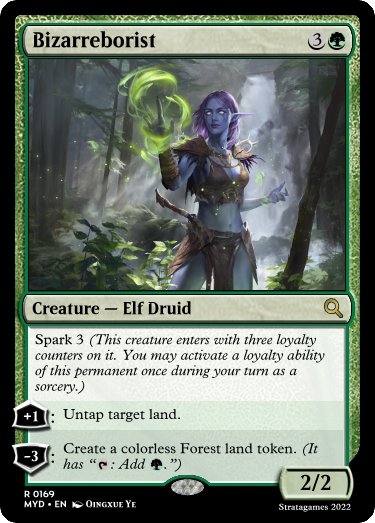 Bizarreborist 3
Creature — Elf Druid
Spark 3 (This creature enters with three loyalty
counters on it. You may activate a loyalty ability
of this permanent once during your turn as a
sorcery.)
+1: Untap target land.
-3: Create a colorless Forest land token. (It
has “: Add .”)
2/2
R 0169
MYD • EN Qingxue Ye
Stratagames 2022